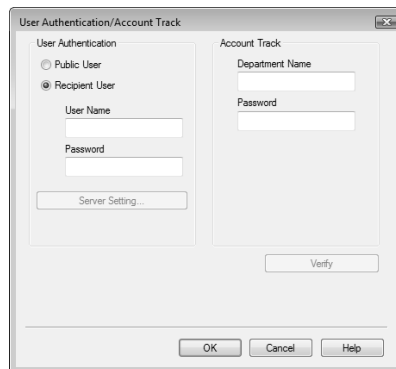 User Authentication/Account Track
User Authentication
Public User
Recipient User
User Name
Password
Server Setting...
Account Track
Department Name
Password
Verify
OK
Cancel
Help